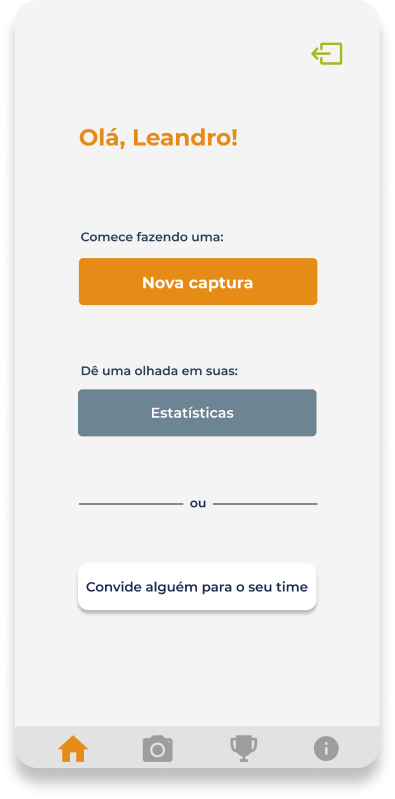 Olá, Leandro!
Comece fazendo uma:
Nova captura
Dê uma olhada em suas:
Estatísticas
ou
Convide alguém para o seu time